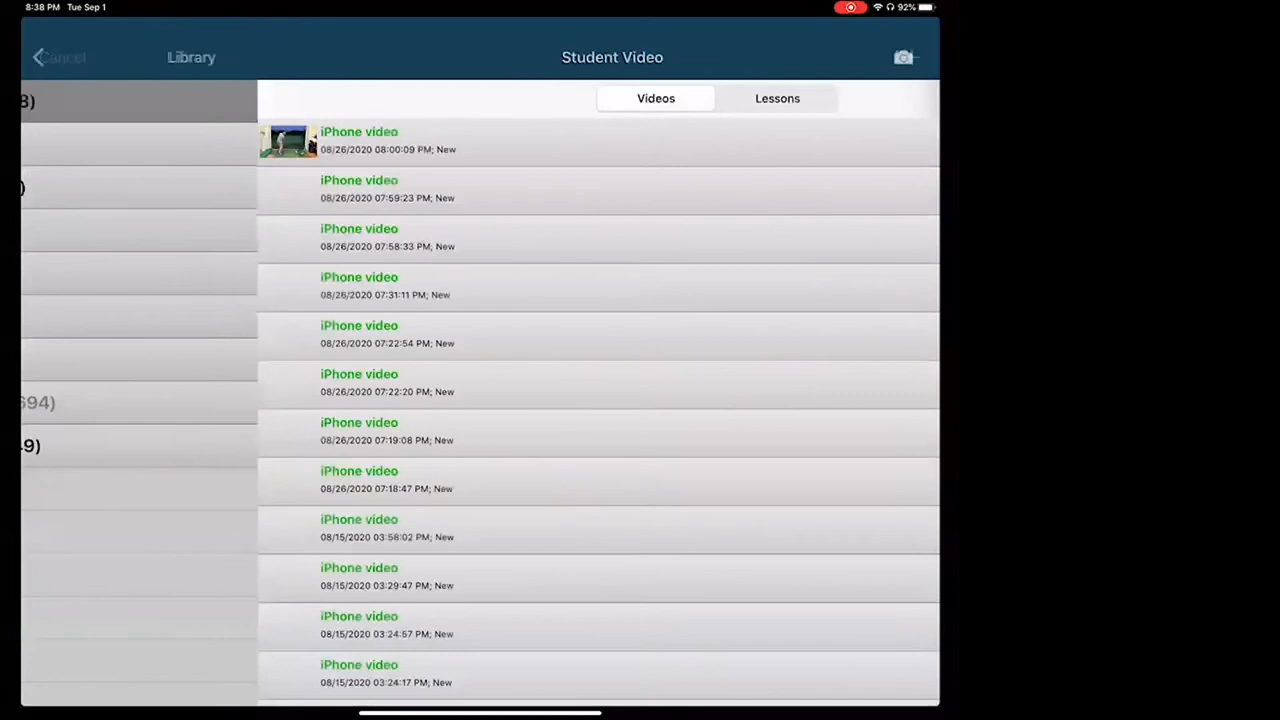 8:38 PM Tue Sep 1
92%
Cancel
Library
Student Video
Videos
Lessons
3)
)
694)
49)
iPhone video
08/26/2020 08:00:09 PM; New
iPhone video
08/26/2020 07:59:23 PM; New
iPhone video
08/26/2020 07:58:33 PM; New
iPhone video
08/26/2020 07:31:11 PM; New
iPhone video
08/26/2020 07:22:54 PM; New
iPhone video
08/26/2020 07:22:20 PM; New
iPhone video
08/26/2020 07:19:08 PM; New
iPhone video
08/26/2020 07:18:47 PM; New
iPhone video
08/15/2020 03:58:02 PM; New
iPhone video
08/15/2020 03:29:47 PM; New
iPhone video
08/15/2020 03:24:57 PM; New
iPhone video
08/15/2020 03:24:17 PM; New